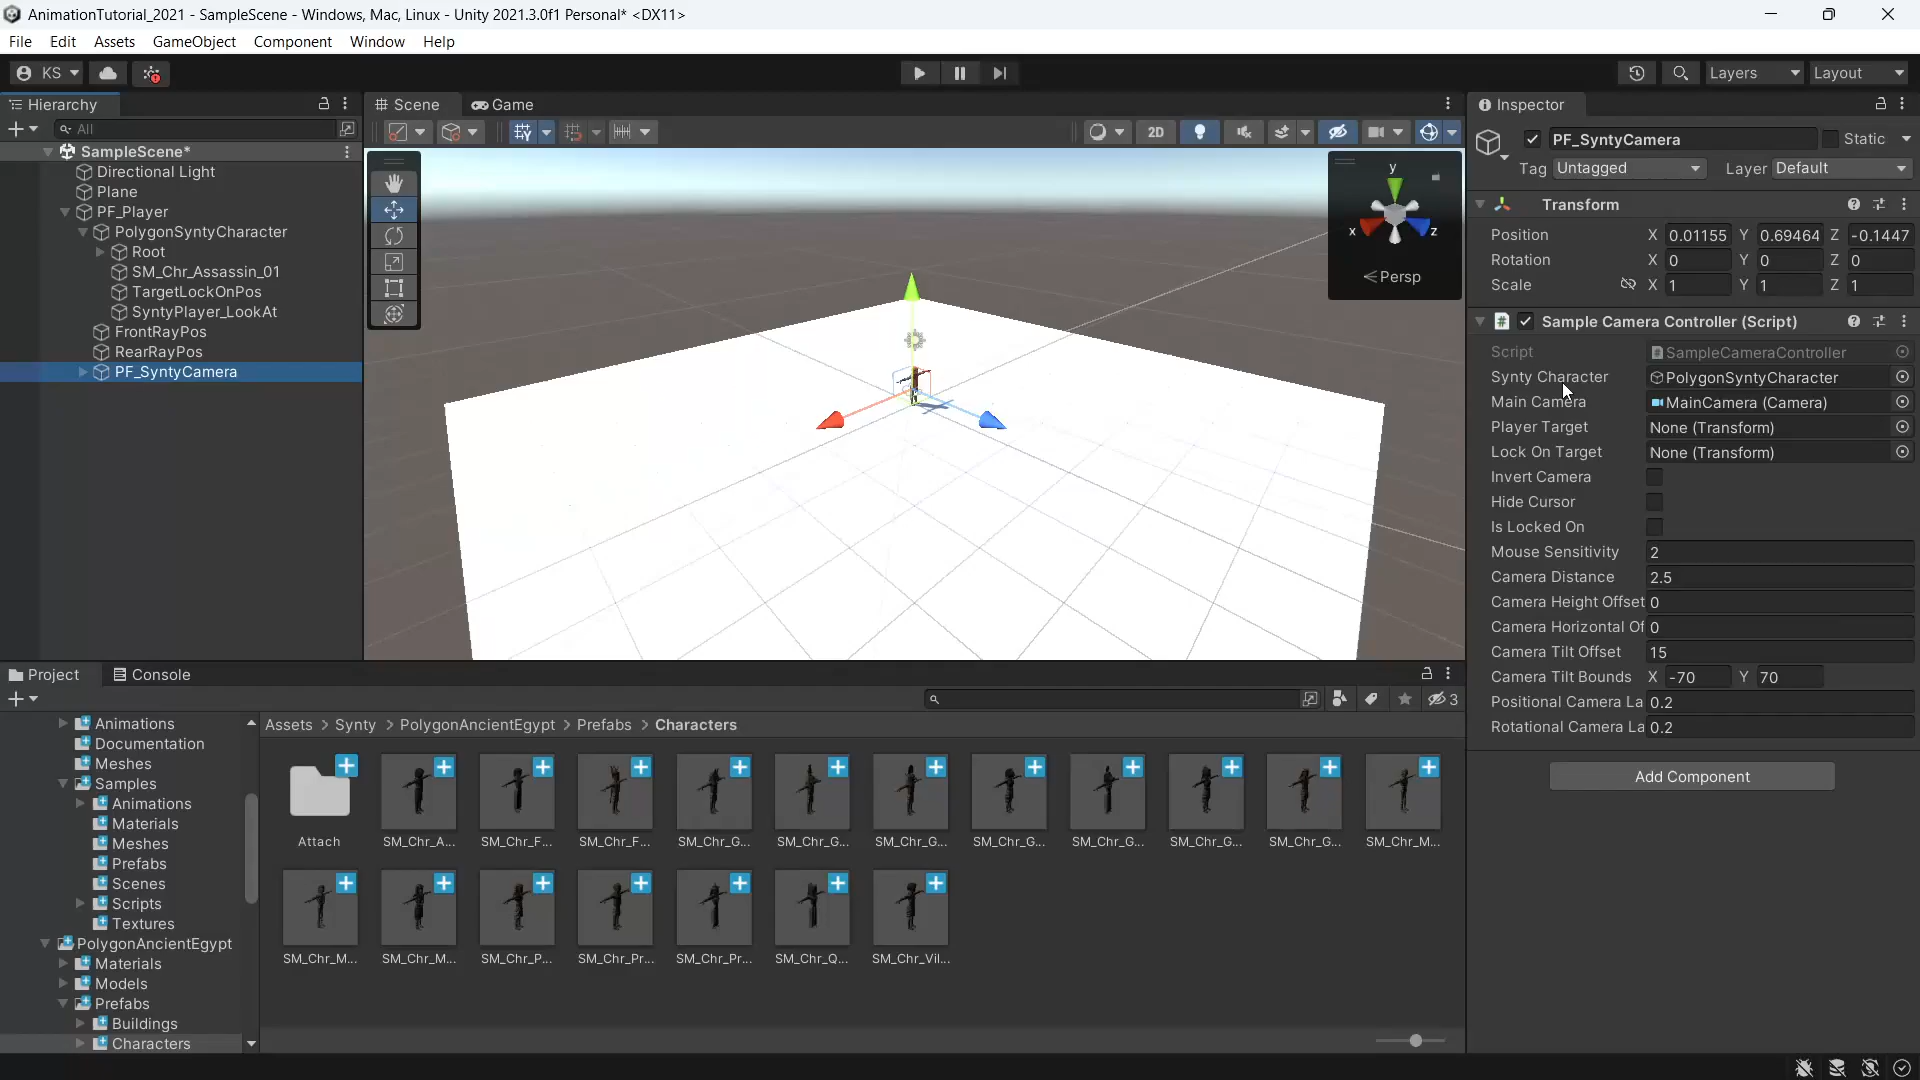 AnimationTutorial_2021 - SampleScene - Windows, Mac, Linux - Unity 2021.3.0f1 Personal* <DX11>
File Edit Assets GameObject Component Window Help
KS Layers Layout
Hierarchy
All
SampleScene*
Directional Light
Plane
PF_Player
PolygonSyntyCharacter
Root
SM_Chr_Assassin_01
TargetLockOnPos
SyntyPlayer_LookAt
FrontRayPos
RearRayPos
PF_SyntyCamera
Scene Game
2D
y
x z
Persp
Inspector
PF_SyntyCamera Static
Tag Untagged Layer Default
Transform
Position X 0.01155 Y 0.69464 Z -0.1447
Rotation X 0 Y 0 Z 0
Scale X 1 Y 1 Z 1
Sample Camera Controller (Script)
Script SampleCameraController
Synty Character PolygonSyntyCharacter
Main Camera MainCamera (Camera)
Player Target None (Transform)
Lock On Target None (Transform)
Invert Camera
Hide Cursor
Is Locked On
Mouse Sensitivity 2
Camera Distance 2.5
Camera Height Offset 0
Camera Horizontal Of 0
Camera Tilt Offset 15
Camera Tilt Bounds X -70 Y 70
Positional Camera La 0.2
Rotational Camera La 0.2
Add Component
Project Console
3
Animations
Documentation
Meshes
Samples
Animations
Materials
Meshes
Prefabs
Scenes
Scripts
Textures
PolygonAncientEgypt
Materials
Models
Prefabs
Buildings
Characters
Assets > Synty > PolygonAncientEgypt > Prefabs > Characters
Attach SM_Chr_A... SM_Chr_F... SM_Chr_F... SM_Chr_G... SM_Chr_G... SM_Chr_G... SM_Chr_G... SM_Chr_G... SM_Chr_G... SM_Chr_G... SM_Chr_M...
SM_Chr_M... SM_Chr_M... SM_Chr_P... SM_Chr_Pr... SM_Chr_Pr... SM_Chr_Q... SM_Chr_Vil...